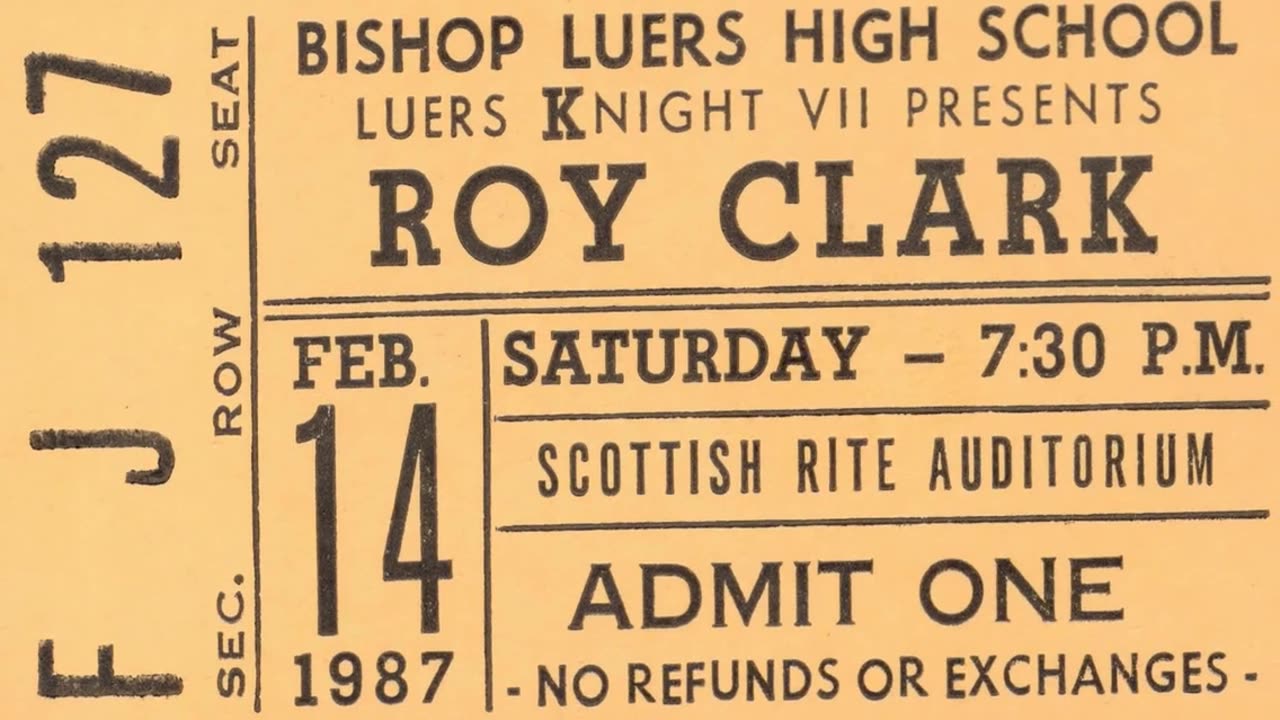 BISHOP LUERS HIGH SCHOOL
LUERS KNIGHT VII PRESENTS
ROY CLARK
FEB.
14
1987
SATURDAY – 7:30 P.M.
SCOTTISH RITE AUDITORIUM
ADMIT ONE
- NO REFUNDS OR EXCHANGES -
F J 127
SEC. ROW SEAT